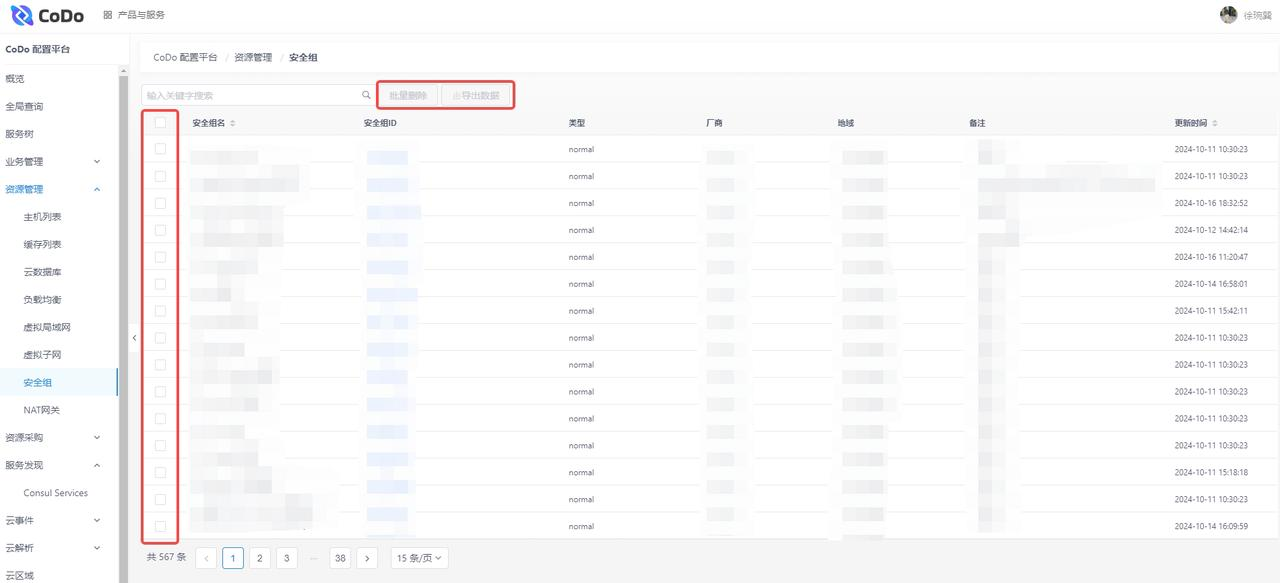 CoDo 产品与服务 徐琬龑
CoDo 配置平台
概览
全局查询
服务树
业务管理
资源管理
主机列表
缓存列表
云数据库
负载均衡
虚拟局域网
虚拟子网
安全组
NAT网关
资源采购
服务发现
Consul Services
云事件
云解析
云区域
CoDo 配置平台 / 资源管理 / 安全组
输入关键字搜索 批量删除 导出数据
安全组名 安全组ID 类型 厂商 地域 备注 更新时间
normal 2024-10-11 10:30:23
normal 2024-10-11 10:30:23
normal 2024-10-16 18:32:52
normal 2024-10-12 14:42:14
normal 2024-10-16 11:20:47
normal 2024-10-14 16:58:01
normal 2024-10-11 15:42:11
normal 2024-10-11 10:30:23
normal 2024-10-11 10:30:23
normal 2024-10-11 10:30:23
normal 2024-10-11 10:30:23
normal 2024-10-11 10:30:23
normal 2024-10-11 15:18:18
normal 2024-10-11 10:30:23
normal 2024-10-14 16:09:59
共 567 条 1 2 3 ··· 38 15 条/页